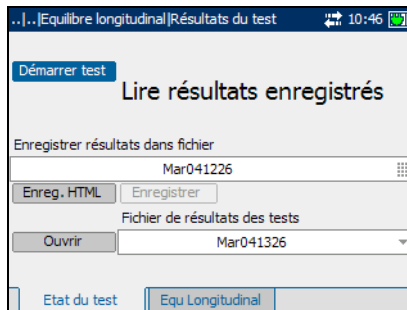 ..|..|Equilibre longitudinal|Résultats du test 10:46
Démarrer test
Lire résultats enregistrés
Enregistrer résultats dans fichier
Mar041226
Enreg. HTML Enregistrer
Fichier de résultats des tests
Ouvrir Mar041326
Etat du test Equ Longitudinal